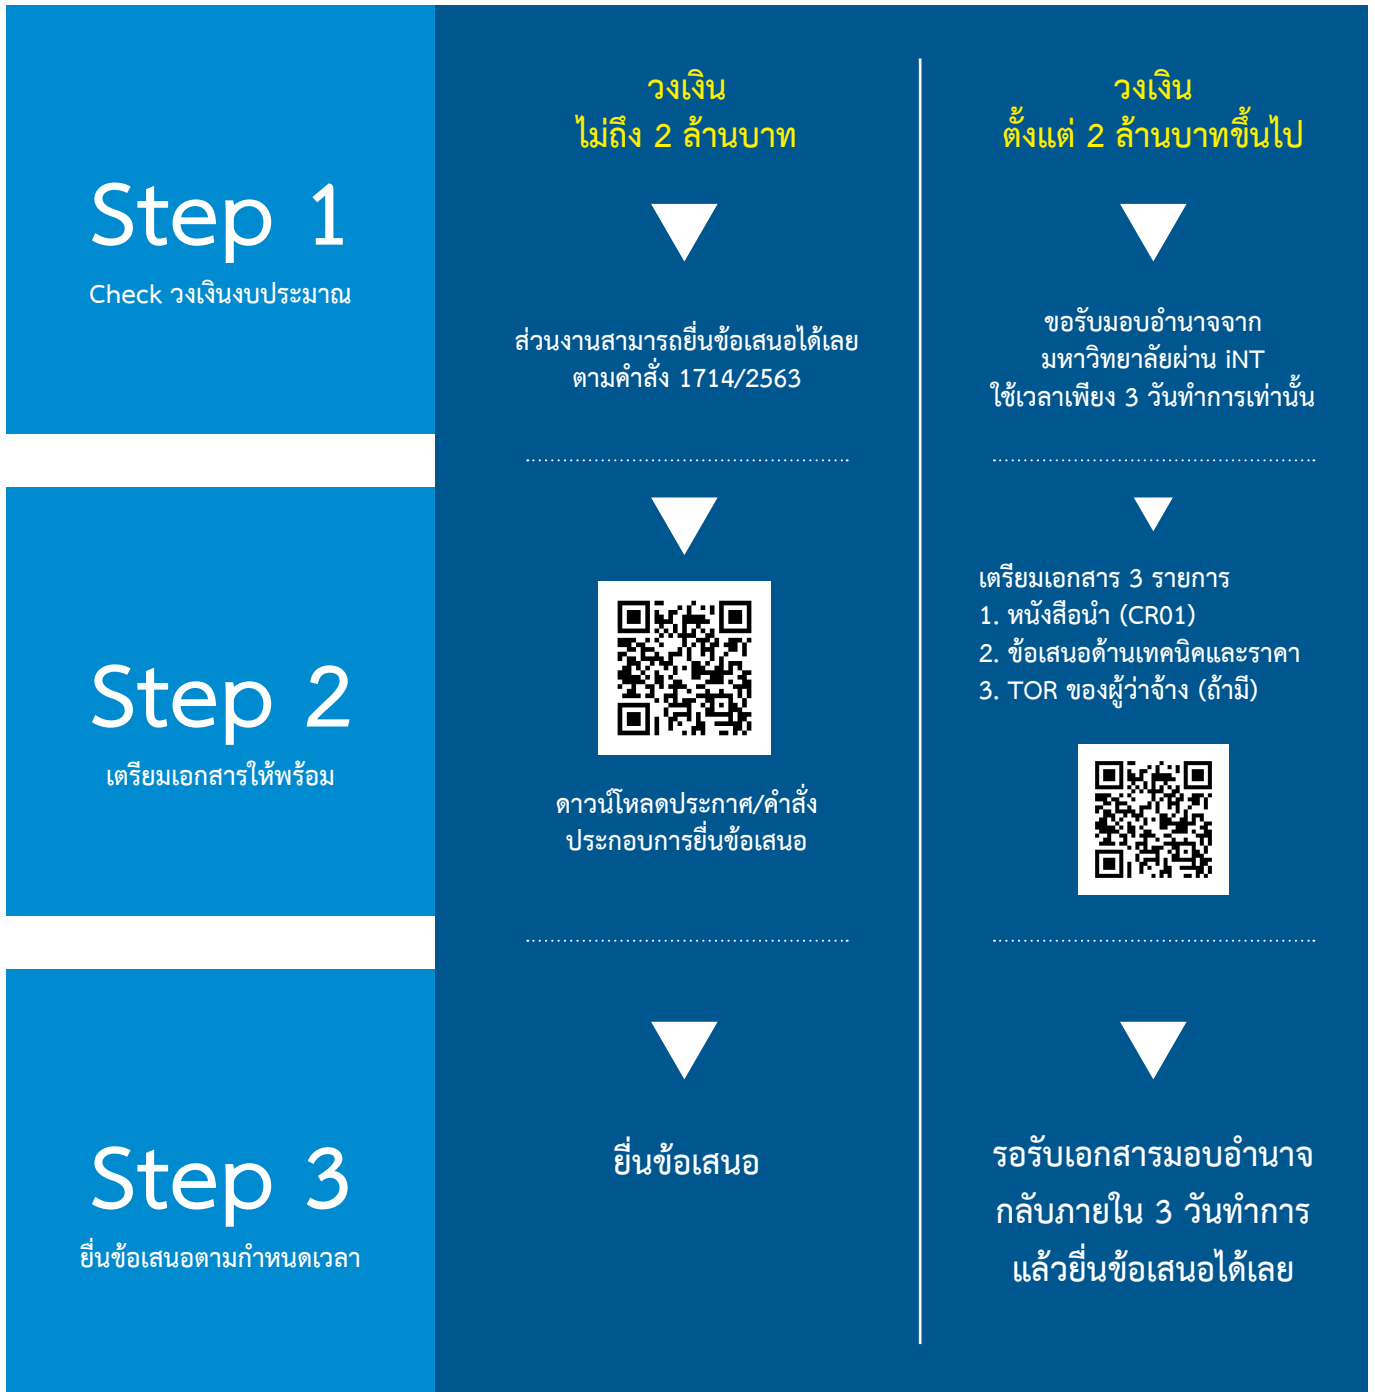 Step 1
Check วงเงินงบประมาณ
วงเงิน
ไม่ถึง 2 ล้านบาท
ส่วนงานสามารถยื่นข้อเสนอได้เลย
ตามคำสั่ง 1714/2563
วงเงิน
ตั้งแต่ 2 ล้านบาทขึ้นไป
ขอรับมอบอำนาจจาก
มหาวิทยาลัยผ่าน iNT
ใช้เวลาเพียง 3 วันทำการเท่านั้น
Step 2
เตรียมเอกสารให้พร้อม
ดาวน์โหลดประกาศ/คำสั่ง
ประกอบการยื่นข้อเสนอ
เตรียมเอกสาร 3 รายการ
1. หนังสือนำ (CR01)
2. ข้อเสนอด้านเทคนิคและราคา
3. TOR ของผู้ว่าจ้าง (ถ้ามี)
Step 3
ยื่นข้อเสนอตามกำหนดเวลา
ยื่นข้อเสนอ
รอรับเอกสารมอบอำนาจ
กลับภายใน 3 วันทำการ
แล้วยื่นข้อเสนอได้เลย